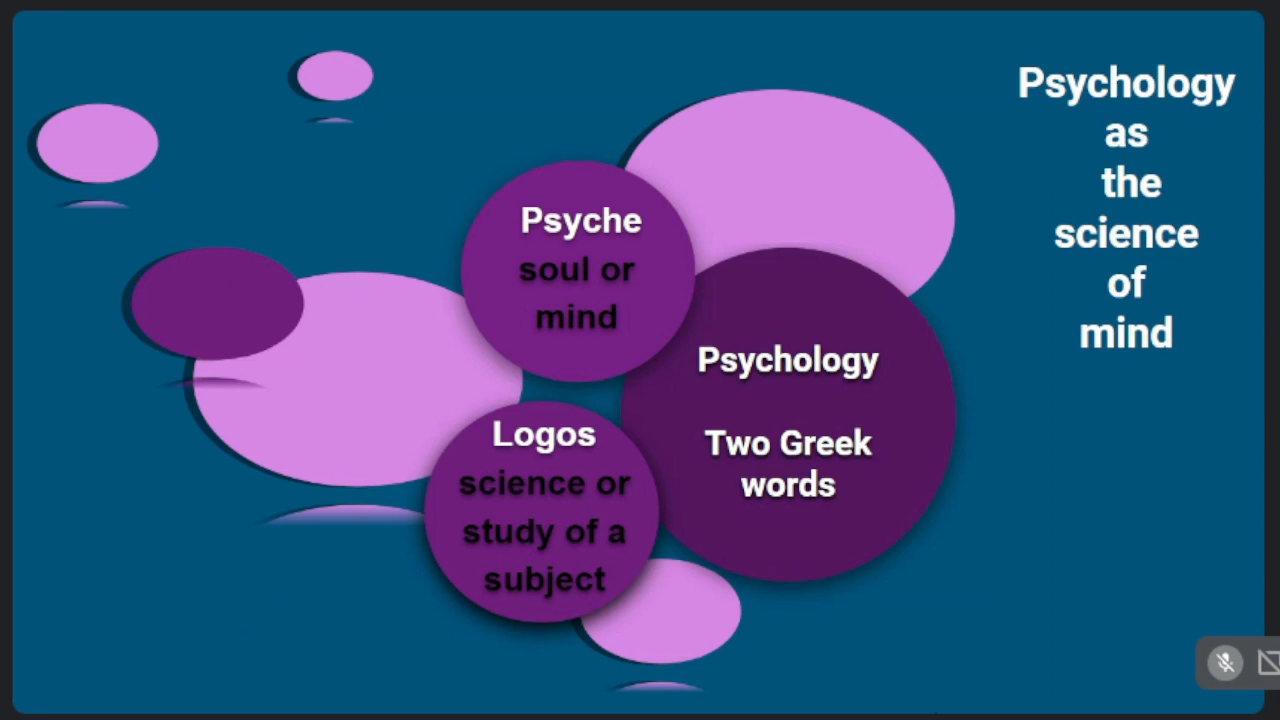 Psychology
as
the
science
of
mind
Psyche
soul or
mind
Psychology
Two Greek
words
Logos
science or
study of a
subject